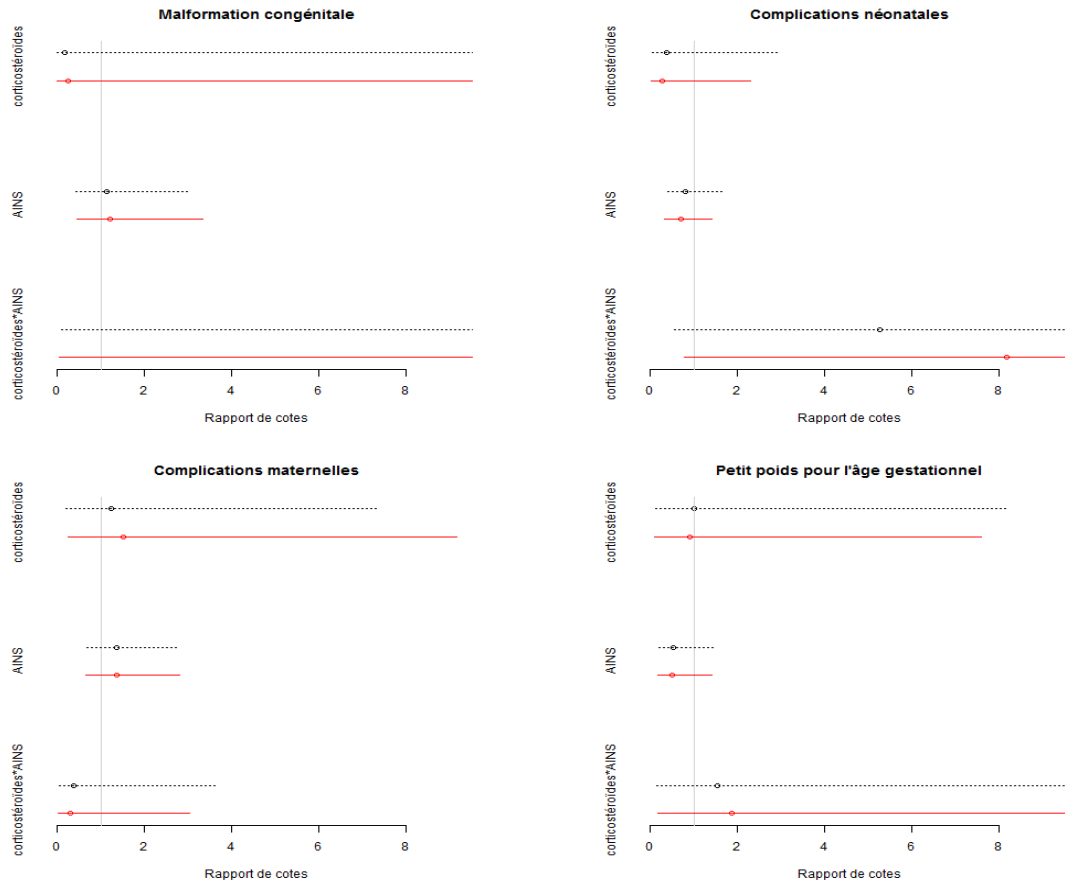 Malformation congénitale
corticostéroïdes
AINS
corticostéroïdes*AINS
0 2 4 6 8
Rapport de cotes
Complications néonatales
corticostéroïdes
AINS
corticostéroïdes*AINS
0 2 4 6 8
Rapport de cotes
Complications maternelles
corticostéroïdes
AINS
corticostéroïdes*AINS
0 2 4 6 8
Rapport de cotes
Petit poids pour l'âge gestationnel
corticostéroïdes
AINS
corticostéroïdes*AINS
0 2 4 6 8
Rapport de cotes